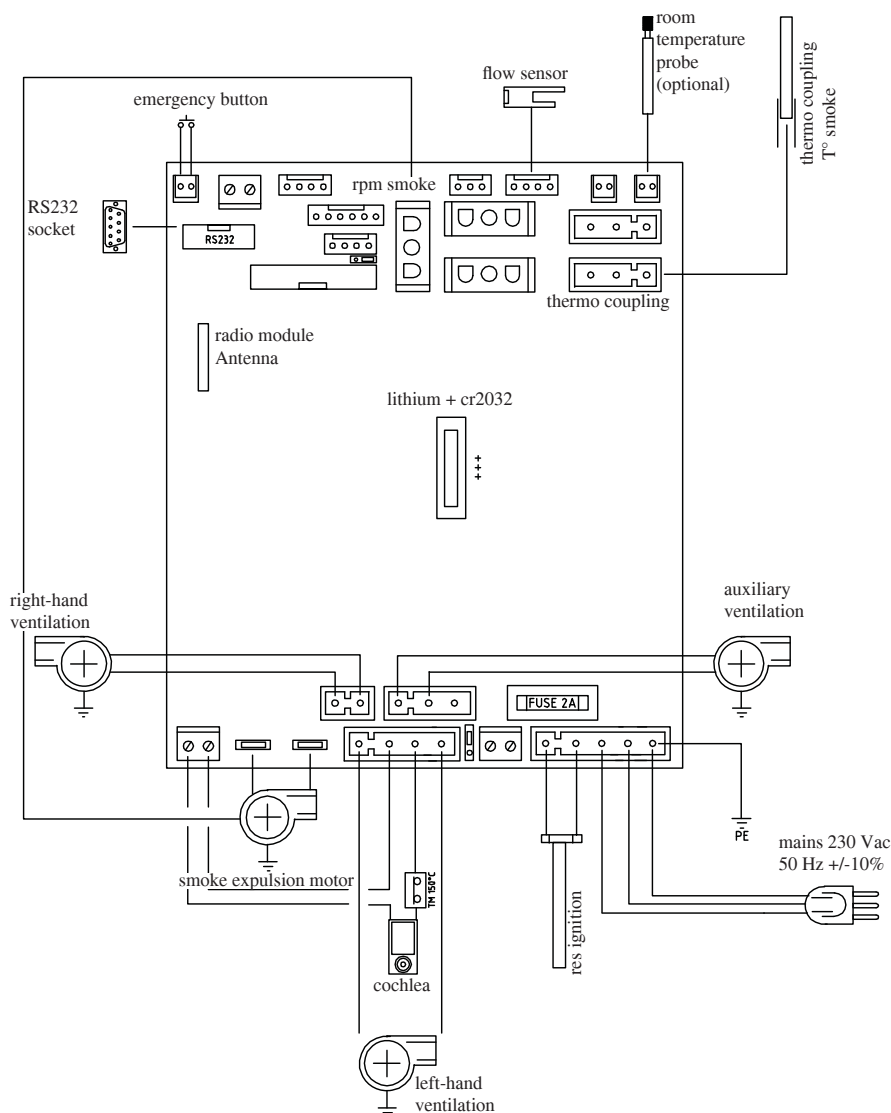 room
temperature
probe
(optional)
thermo coupling
T° smoke
flow sensor
emergency button
rpm smoke
RS232
socket
RS232
thermo coupling
radio module
Antenna
lithium + cr2032
+++
right-hand
ventilation
auxiliary
ventilation
FUSE 2A
PE
mains 230 Vac
50 Hz +/-10%
smoke expulsion motor
TM 150°C
res ignition
cochlea
left-hand
ventilation